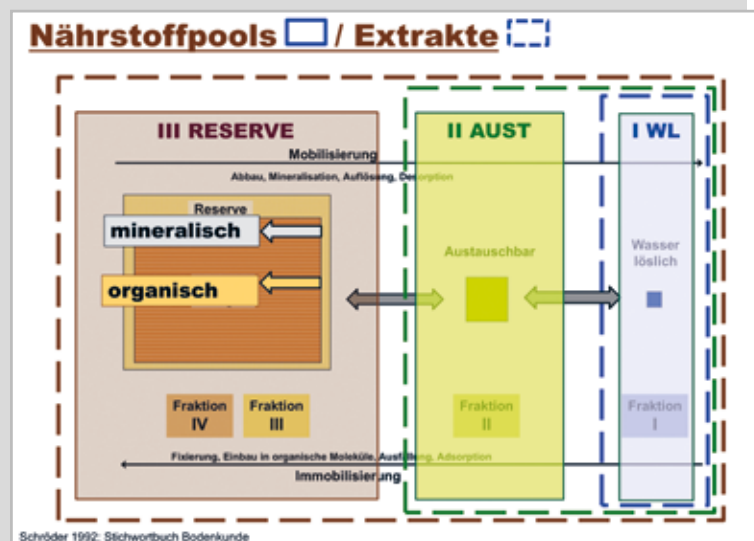 Nährstoffpools / Extrakte
III RESERVE
II AUST
I WL
Mobilisierung
Abbau, Mineralisation, Auflösung, Desorption
Reserve
mineralisch
organisch
Austauschbar
Wasser
löslich
Fraktion
IV
Fraktion
III
Fraktion
II
Fraktion
I
Fixierung, Einbau in organische Moleküle, Ausfällung, Adsorption
Immobilisierung
Schröder 1992: Stichwortbuch Bodenkunde